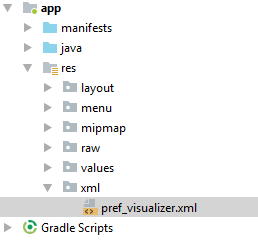 app
manifests
java
res
layout
menu
mipmap
raw
values
xml
pref_visualizer.xml
Gradle Scripts